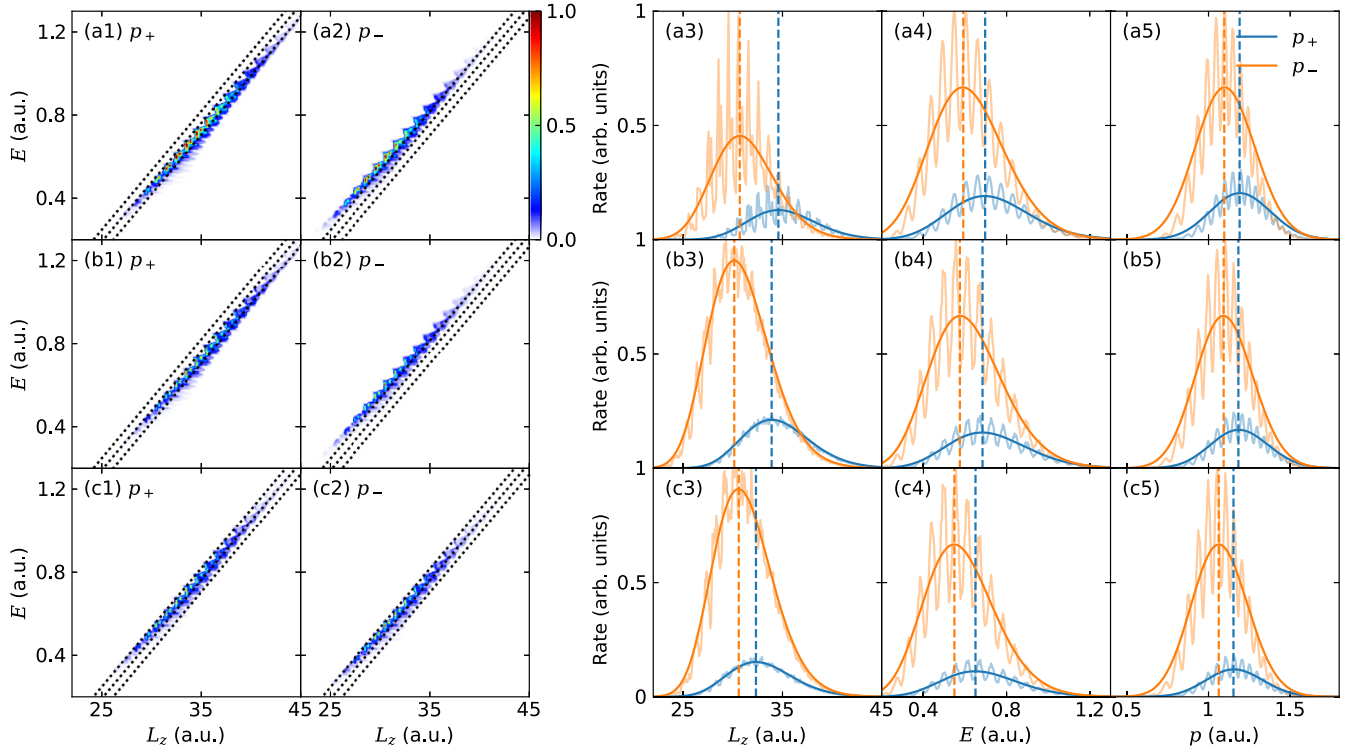 (a1) p₊
(a2) p₋
1.2
0.8
0.4
E (a.u.)
1.0
0.5
0.0
(b1) p₊
(b2) p₋
1.2
0.8
0.4
E (a.u.)
(c1) p₊
(c2) p₋
1.2
0.8
0.4
E (a.u.)
25 35 45 25 35 45
L_z (a.u.) L_z (a.u.)
(a3)
(a4)
(a5)
p₊
p₋
1
0.5
Rate (arb. units)
(b3)
(b4)
(b5)
1
0.5
Rate (arb. units)
(c3)
(c4)
(c5)
1
0.5
0
Rate (arb. units)
25 35 45 0.4 0.8 1.2 0.5 1 1.5
L_z (a.u.) E (a.u.) p (a.u.)